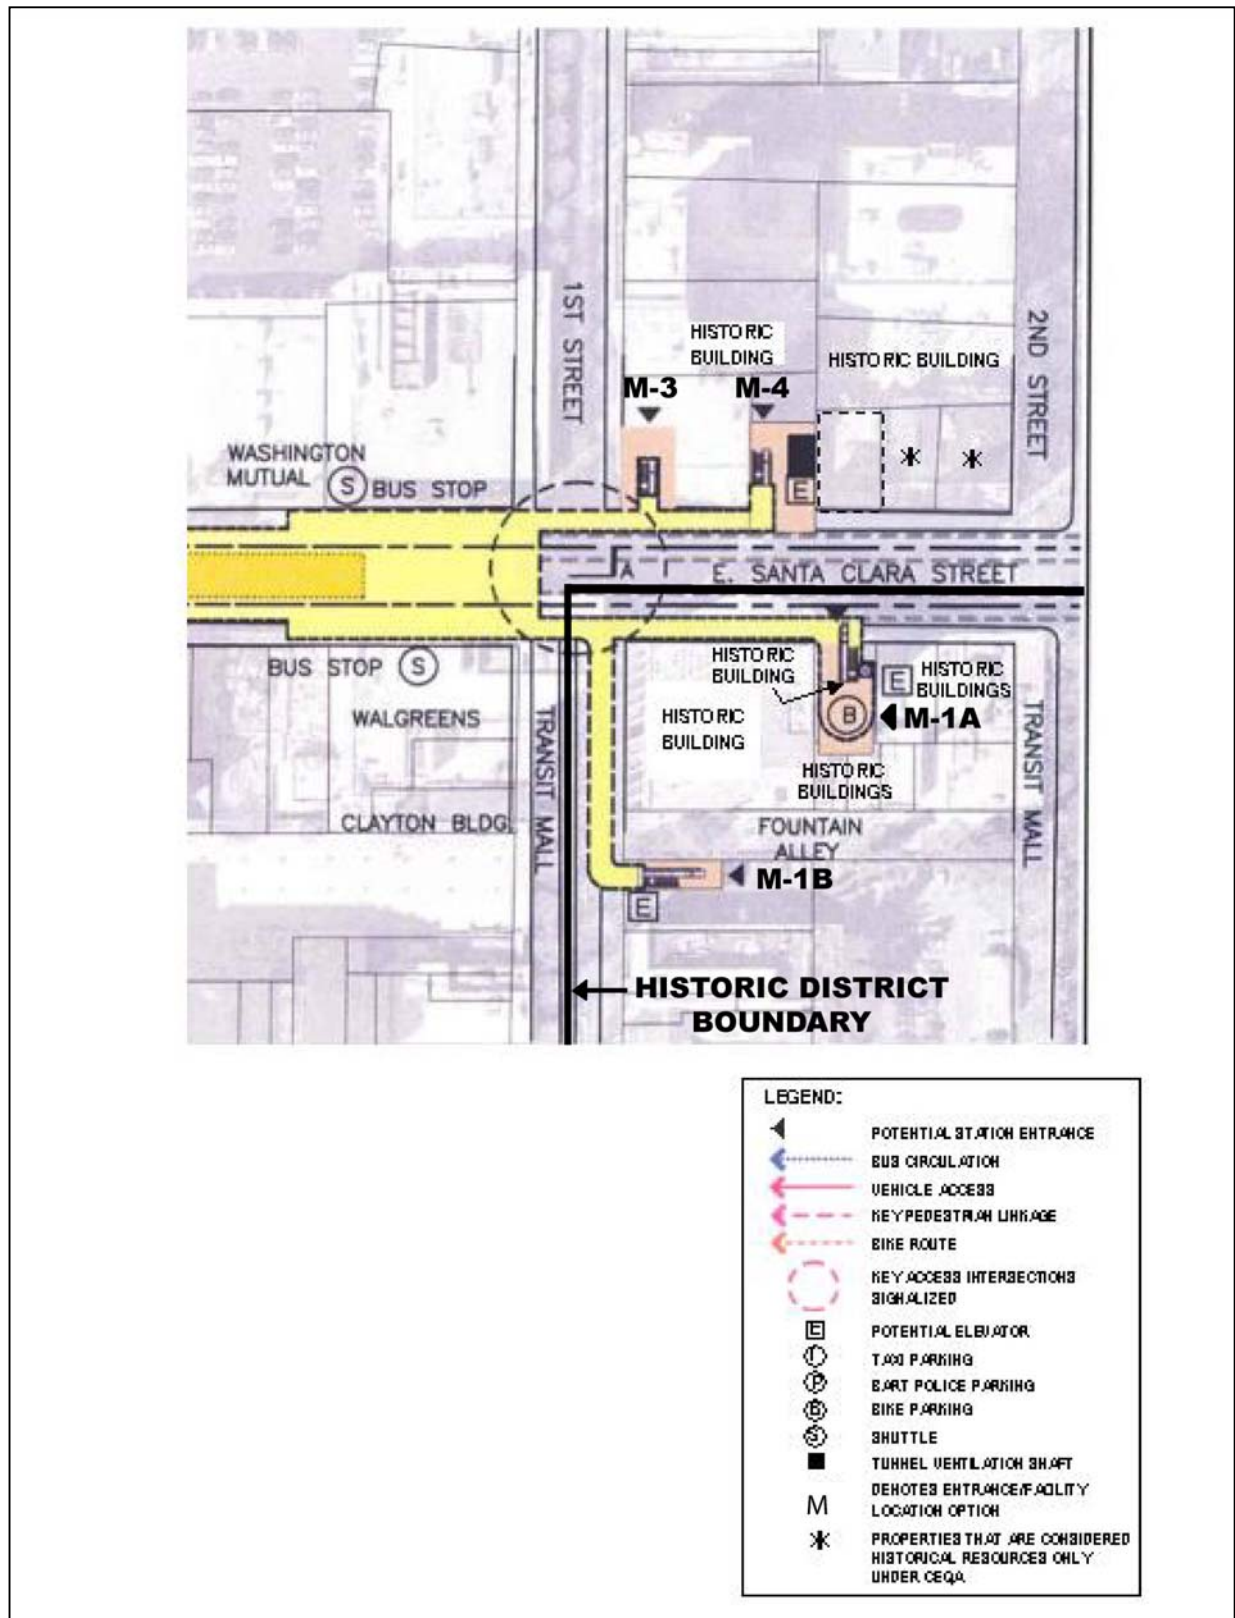 1ST STREET
2ND STREET
HISTORIC
BUILDING
HISTORIC BUILDING
M-3
M-4
WASHINGTON
MUTUAL
S BUS STOP
E
A
E. SANTA CLARA STREET
BUS STOP S
HISTORIC
BUILDING
E
HISTORIC
BUILDINGS
WALGREENS
HISTORIC
BUILDING
B
M-1A
TRANSIT MALL
TRANSIT MALL
HISTORIC
BUILDINGS
CLAYTON BLDG.
FOUNTAIN
ALLEY
M-1B
E
HISTORIC DISTRICT
BOUNDARY
LEGEND:
POTENTIAL STATION ENTRANCE
BUS CIRCULATION
VEHICLE ACCESS
KEY PEDESTRIAN LINKAGE
BIKE ROUTE
KEY ACCESS INTERSECTIONS
SIGNALIZED
E POTENTIAL ELEVATOR
T TAXI PARKING
P BART POLICE PARKING
B BIKE PARKING
S SHUTTLE
TUNNEL VENTILATION SHAFT
M DENOTES ENTRANCE/FACILITY
LOCATION OPTION
PROPERTIES THAT ARE CONSIDERED
HISTORICAL RESOURCES ONLY
UNDER CEQA